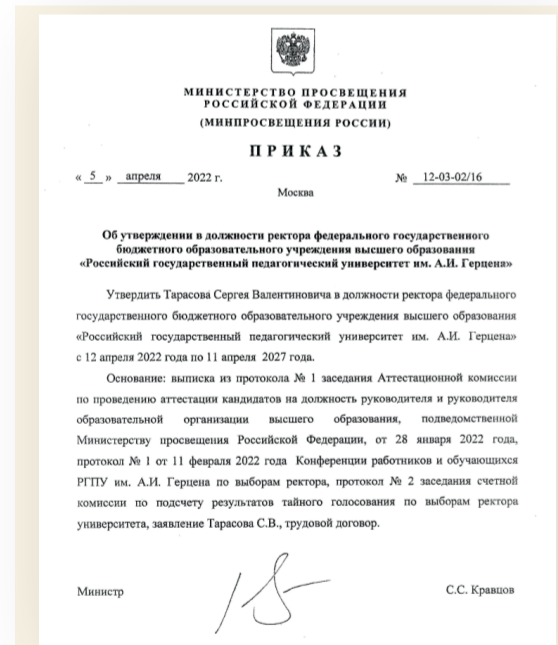 МИНИСТЕРСТВО ПРОСВЕЩЕНИЯ
РОССИЙСКОЙ ФЕДЕРАЦИИ
(МИНПРОСВЕЩЕНИЯ РОССИИ)
ПРИКАЗ
« 5 » апреля 2022 г. № 12-03-02/16
Москва
Об утверждении в должности ректора федерального государственного
бюджетного образовательного учреждения высшего образования
«Российский государственный педагогический университет им. А.И. Герцена»
Утвердить Тарасова Сергея Валентиновича в должности ректора федерального
государственного бюджетного образовательного учреждения высшего образования
«Российский государственный педагогический университет им. А.И. Герцена»
с 12 апреля 2022 года по 11 апреля 2027 года.
Основание: выписка из протокола № 1 заседания Аттестационной комиссии
по проведению аттестации кандидатов на должность руководителя и руководителя
образовательной организации высшего образования, подведомственной
Министерству просвещения Российской Федерации, от 28 января 2022 года,
протокол № 1 от 11 февраля 2022 года Конференции работников и обучающихся
РГПУ им. А.И. Герцена по выборам ректора, протокол № 2 заседания счетной
комиссии по подсчету результатов тайного голосования по выборам ректора
университета, заявление Тарасова С.В., трудовой договор.
Министр С.С. Кравцов